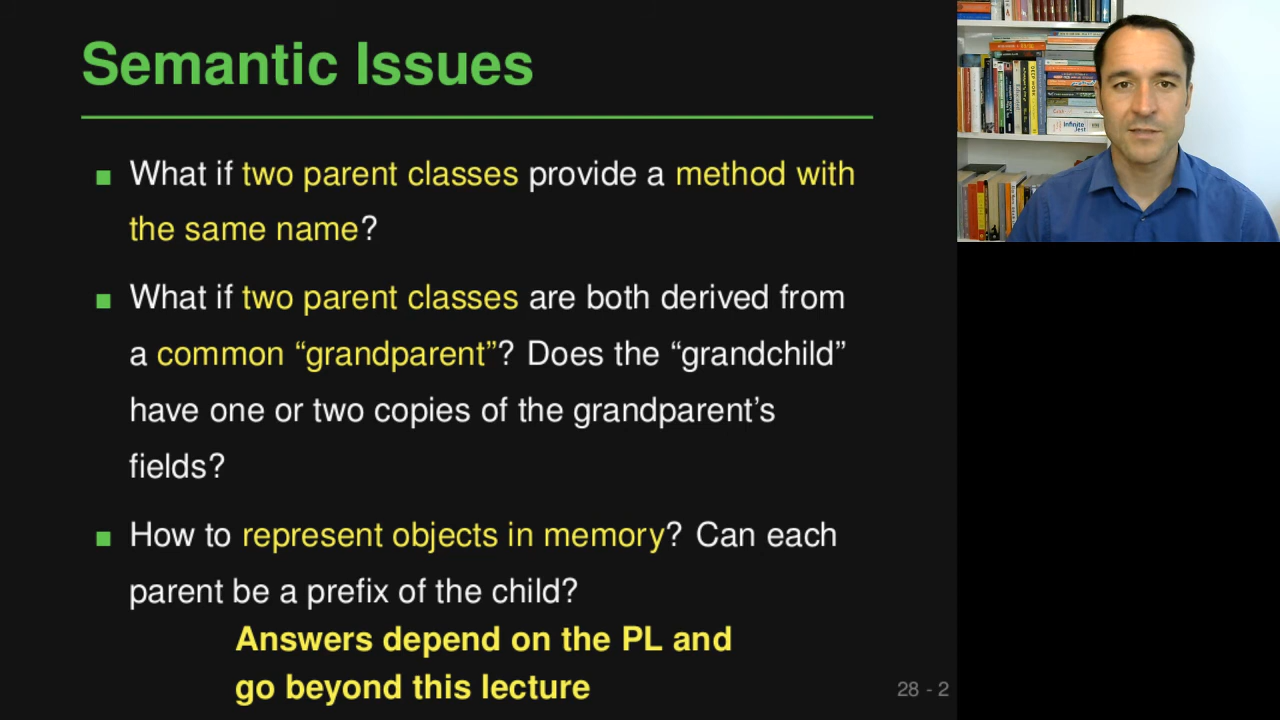 Semantic Issues
What if two parent classes provide a method with
the same name?
What if two parent classes are both derived from
a common “grandparent”? Does the “grandchild”
have one or two copies of the grandparent’s
fields?
How to represent objects in memory? Can each
parent be a prefix of the child?
Answers depend on the PL and
go beyond this lecture
28 - 2
infinite
Jest